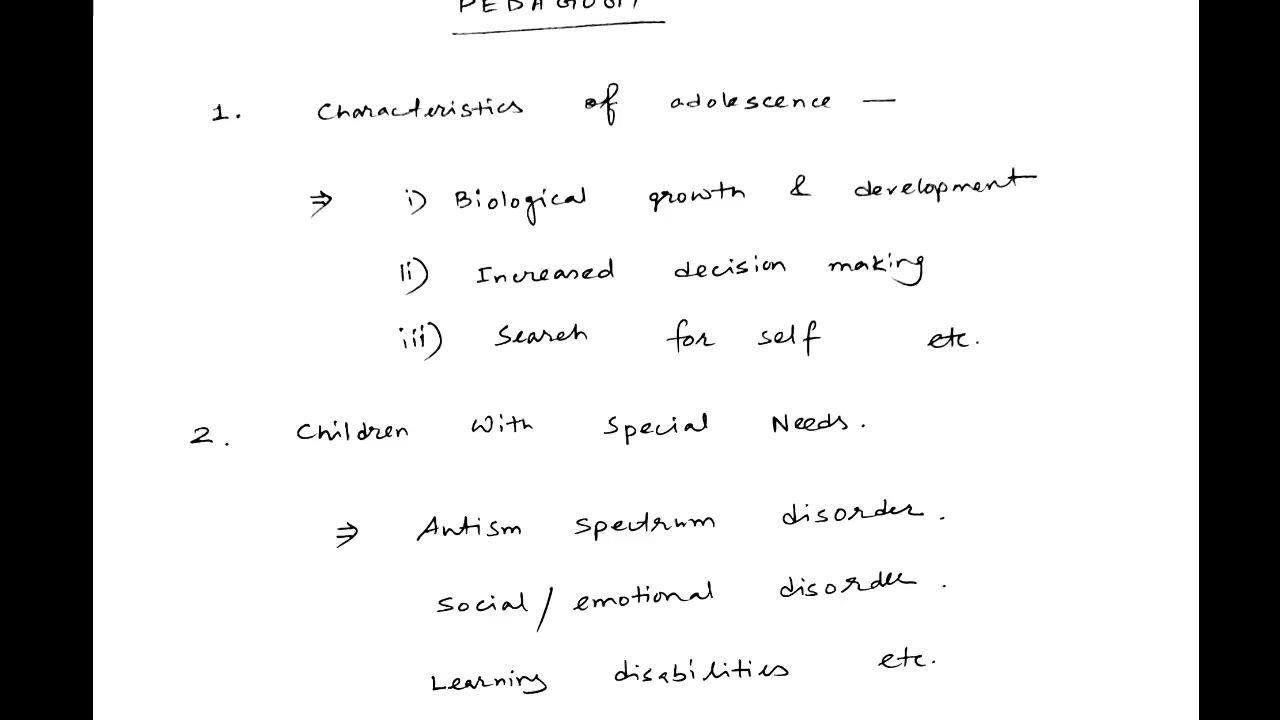 PEDAGOGY
1. Characteristics of adolescence —
⇒ i) Biological growth & development
ii) Increased decision making
iii) Search for self etc.
2. Children with special Needs.
⇒ Autism spectrum disorder.
social/emotional disorder.
Learning disabilities etc.